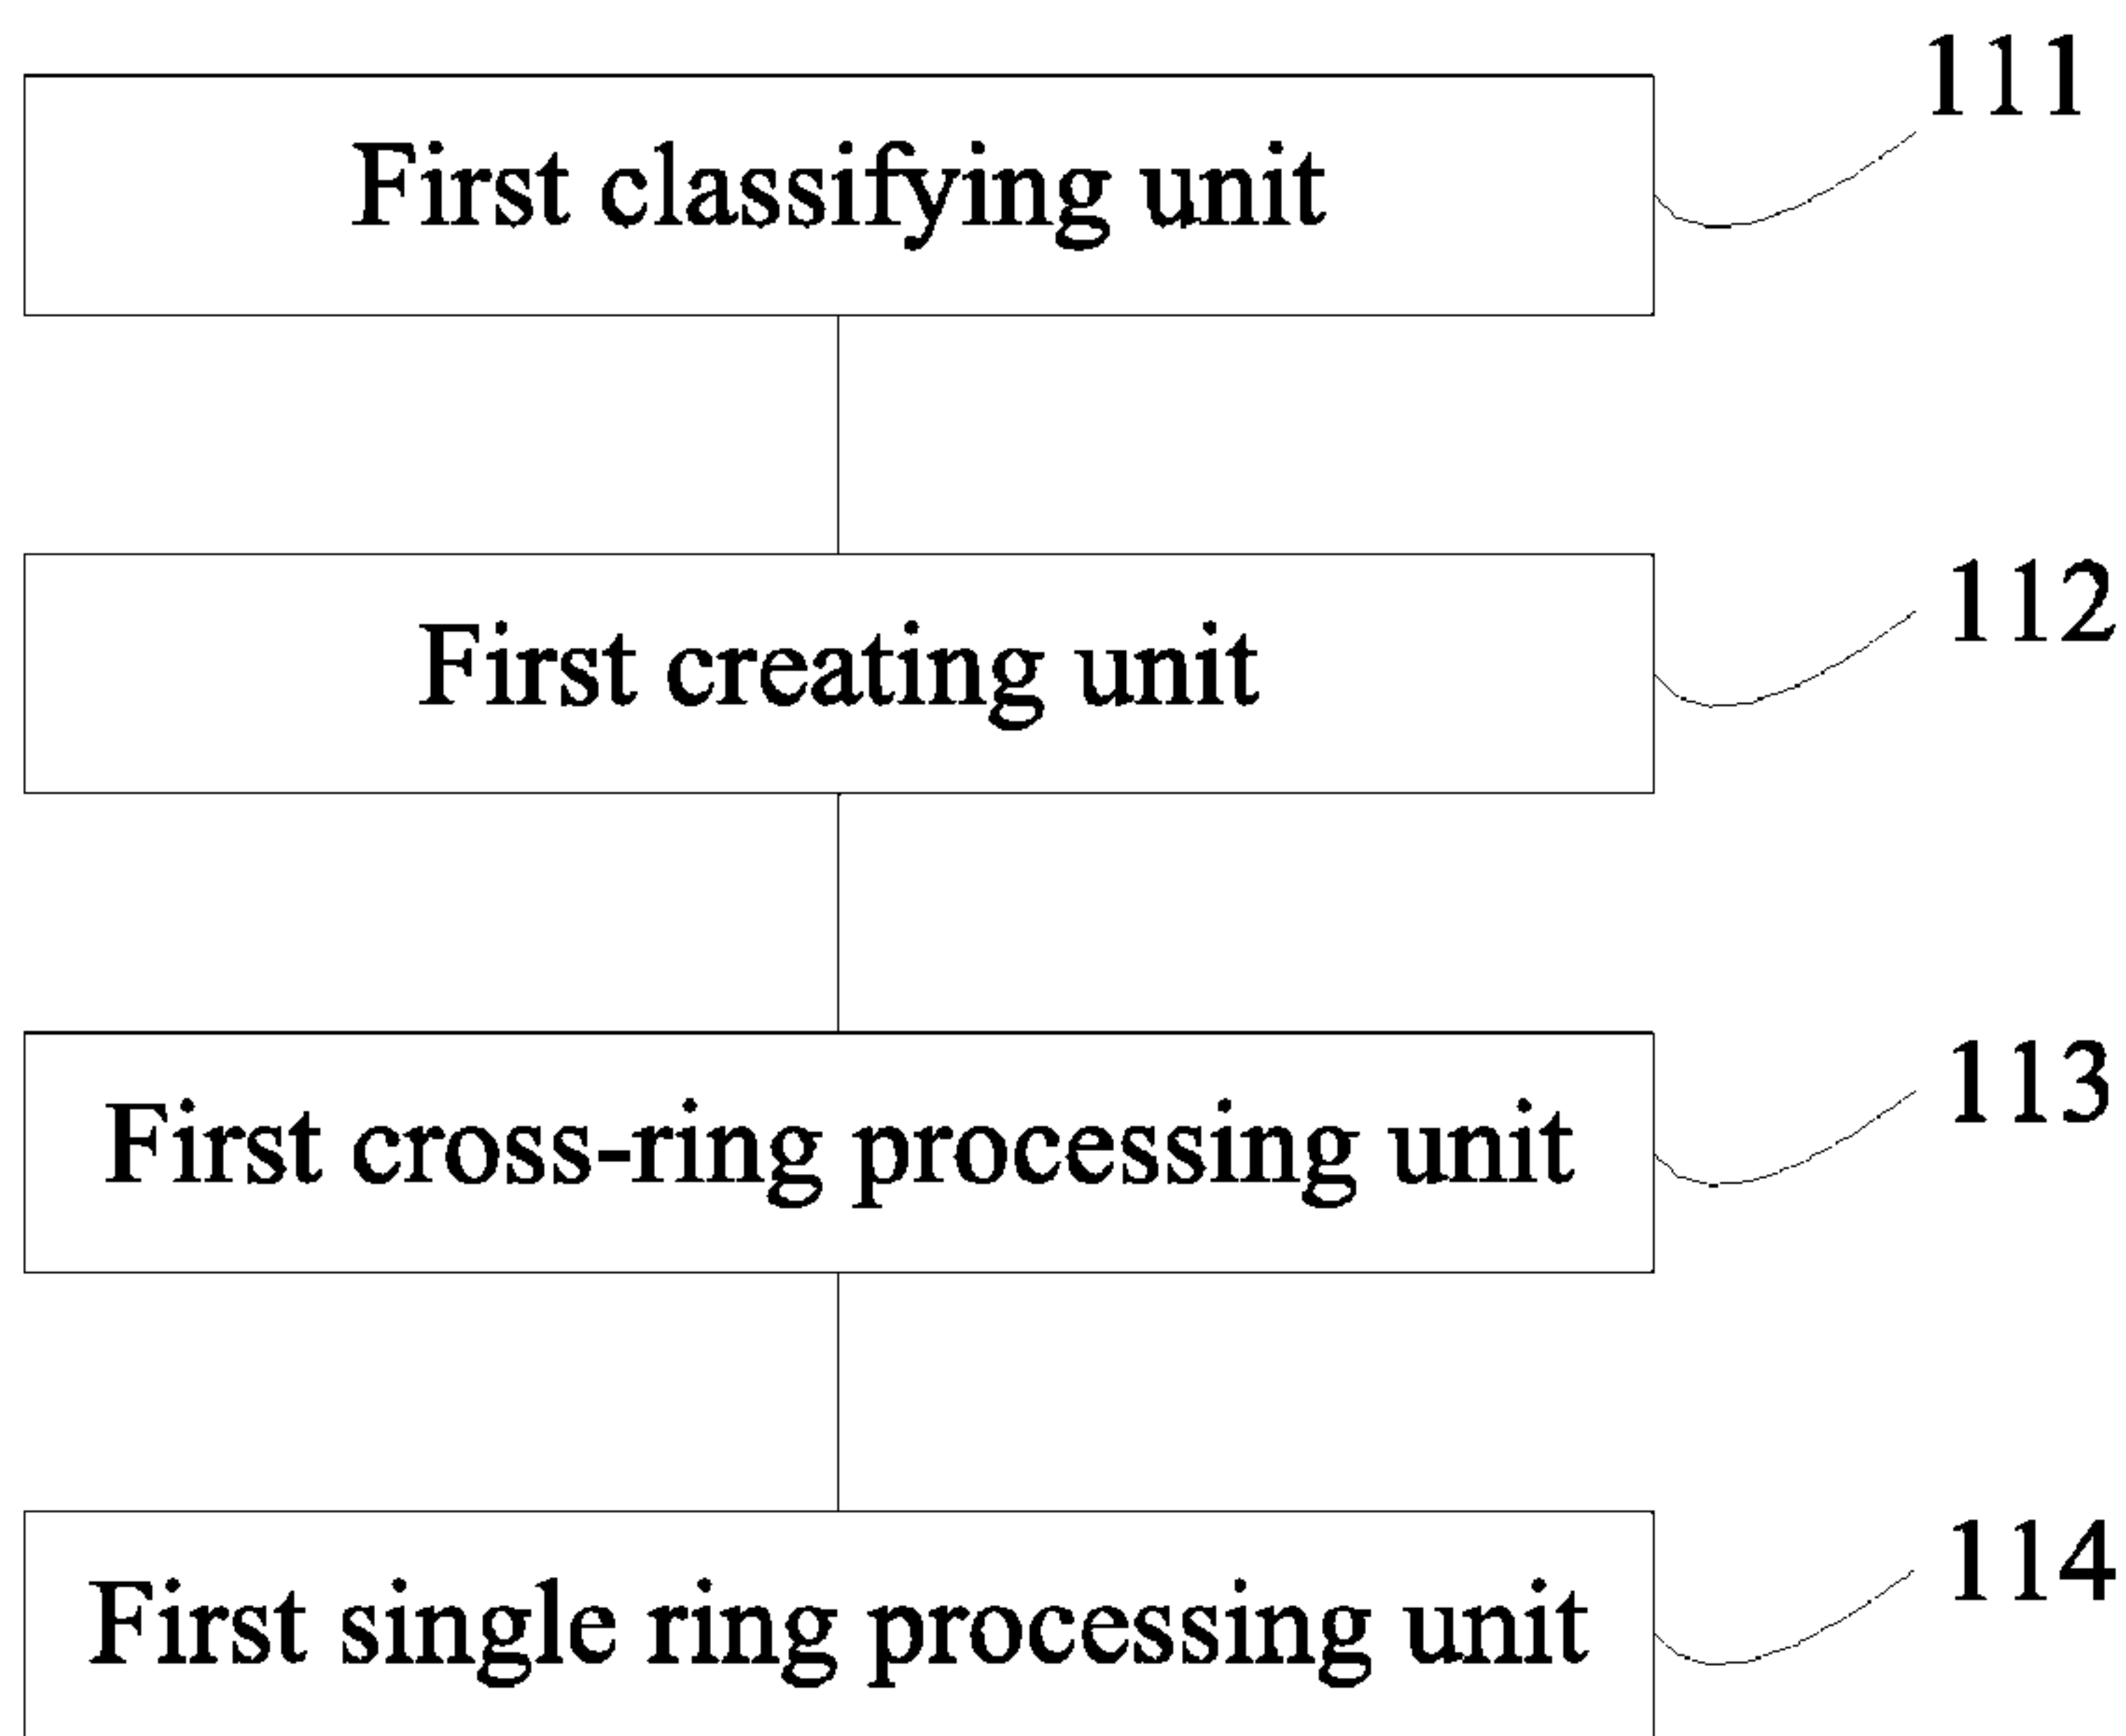 111
First classifying unit
112
First creating unit
113
First cross-ring processing unit
114
First single ring processing unit